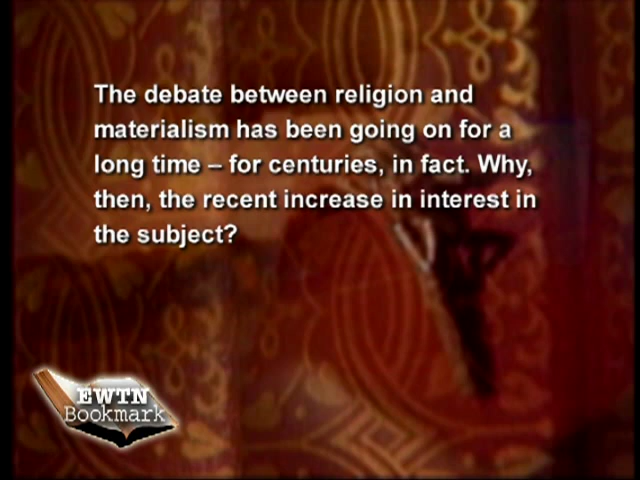 The debate between religion and
materialism has been going on for a
long time – for centuries, in fact. Why,
then, the recent increase in interest in
the subject?
EWTN
Bookmark